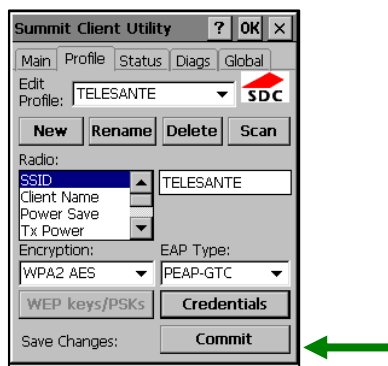 Summit Client Utility ? OK ×
Main Profile Status Diags Global
Edit
Profile: TELESANTE
SDC
New Rename Delete Scan
Radio:
SSID
Client Name
Power Save
Tx Power
TELESANTE
Encryption: EAP Type:
WPA2 AES PEAP-GTC
WEP keys/PSKs Credentials
Save Changes: Commit